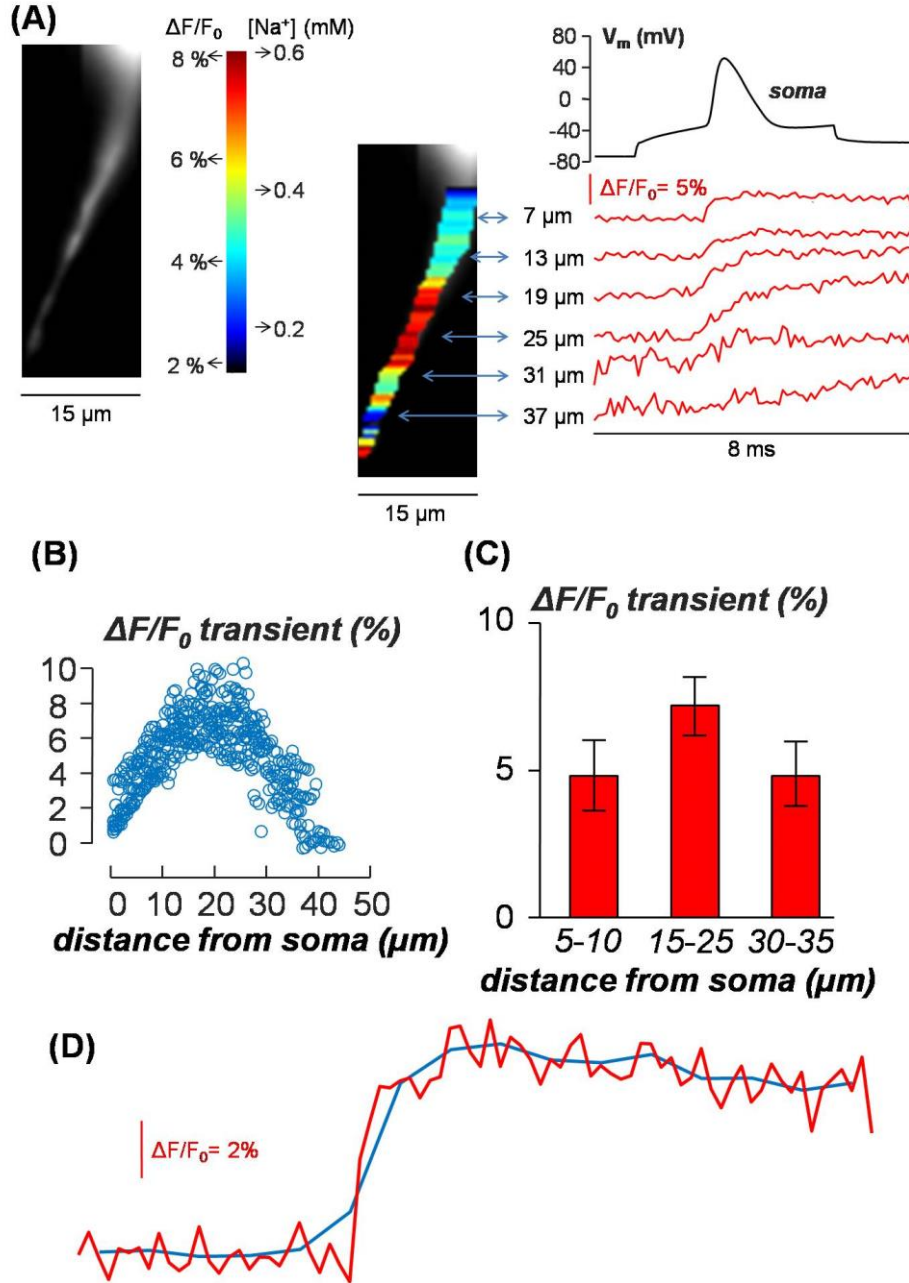 (A)
ΔF/F₀ [Na⁺] (mM)
8 %
6 %
4 %
2 %
0.6
0.4
0.2
15 µm
15 µm
80
40
0
-40
-80
Vₘ (mV)
soma
ΔF/F₀= 5%
7 µm
13 µm
19 µm
25 µm
31 µm
37 µm
8 ms
(B)
ΔF/F₀ transient (%)
10
8
6
4
2
0
0 10 20 30 40 50
distance from soma (µm)
(C)
ΔF/F₀ transient (%)
10
5
0
5-10 15-25 30-35
distance from soma (µm)
(D)
ΔF/F₀= 2%